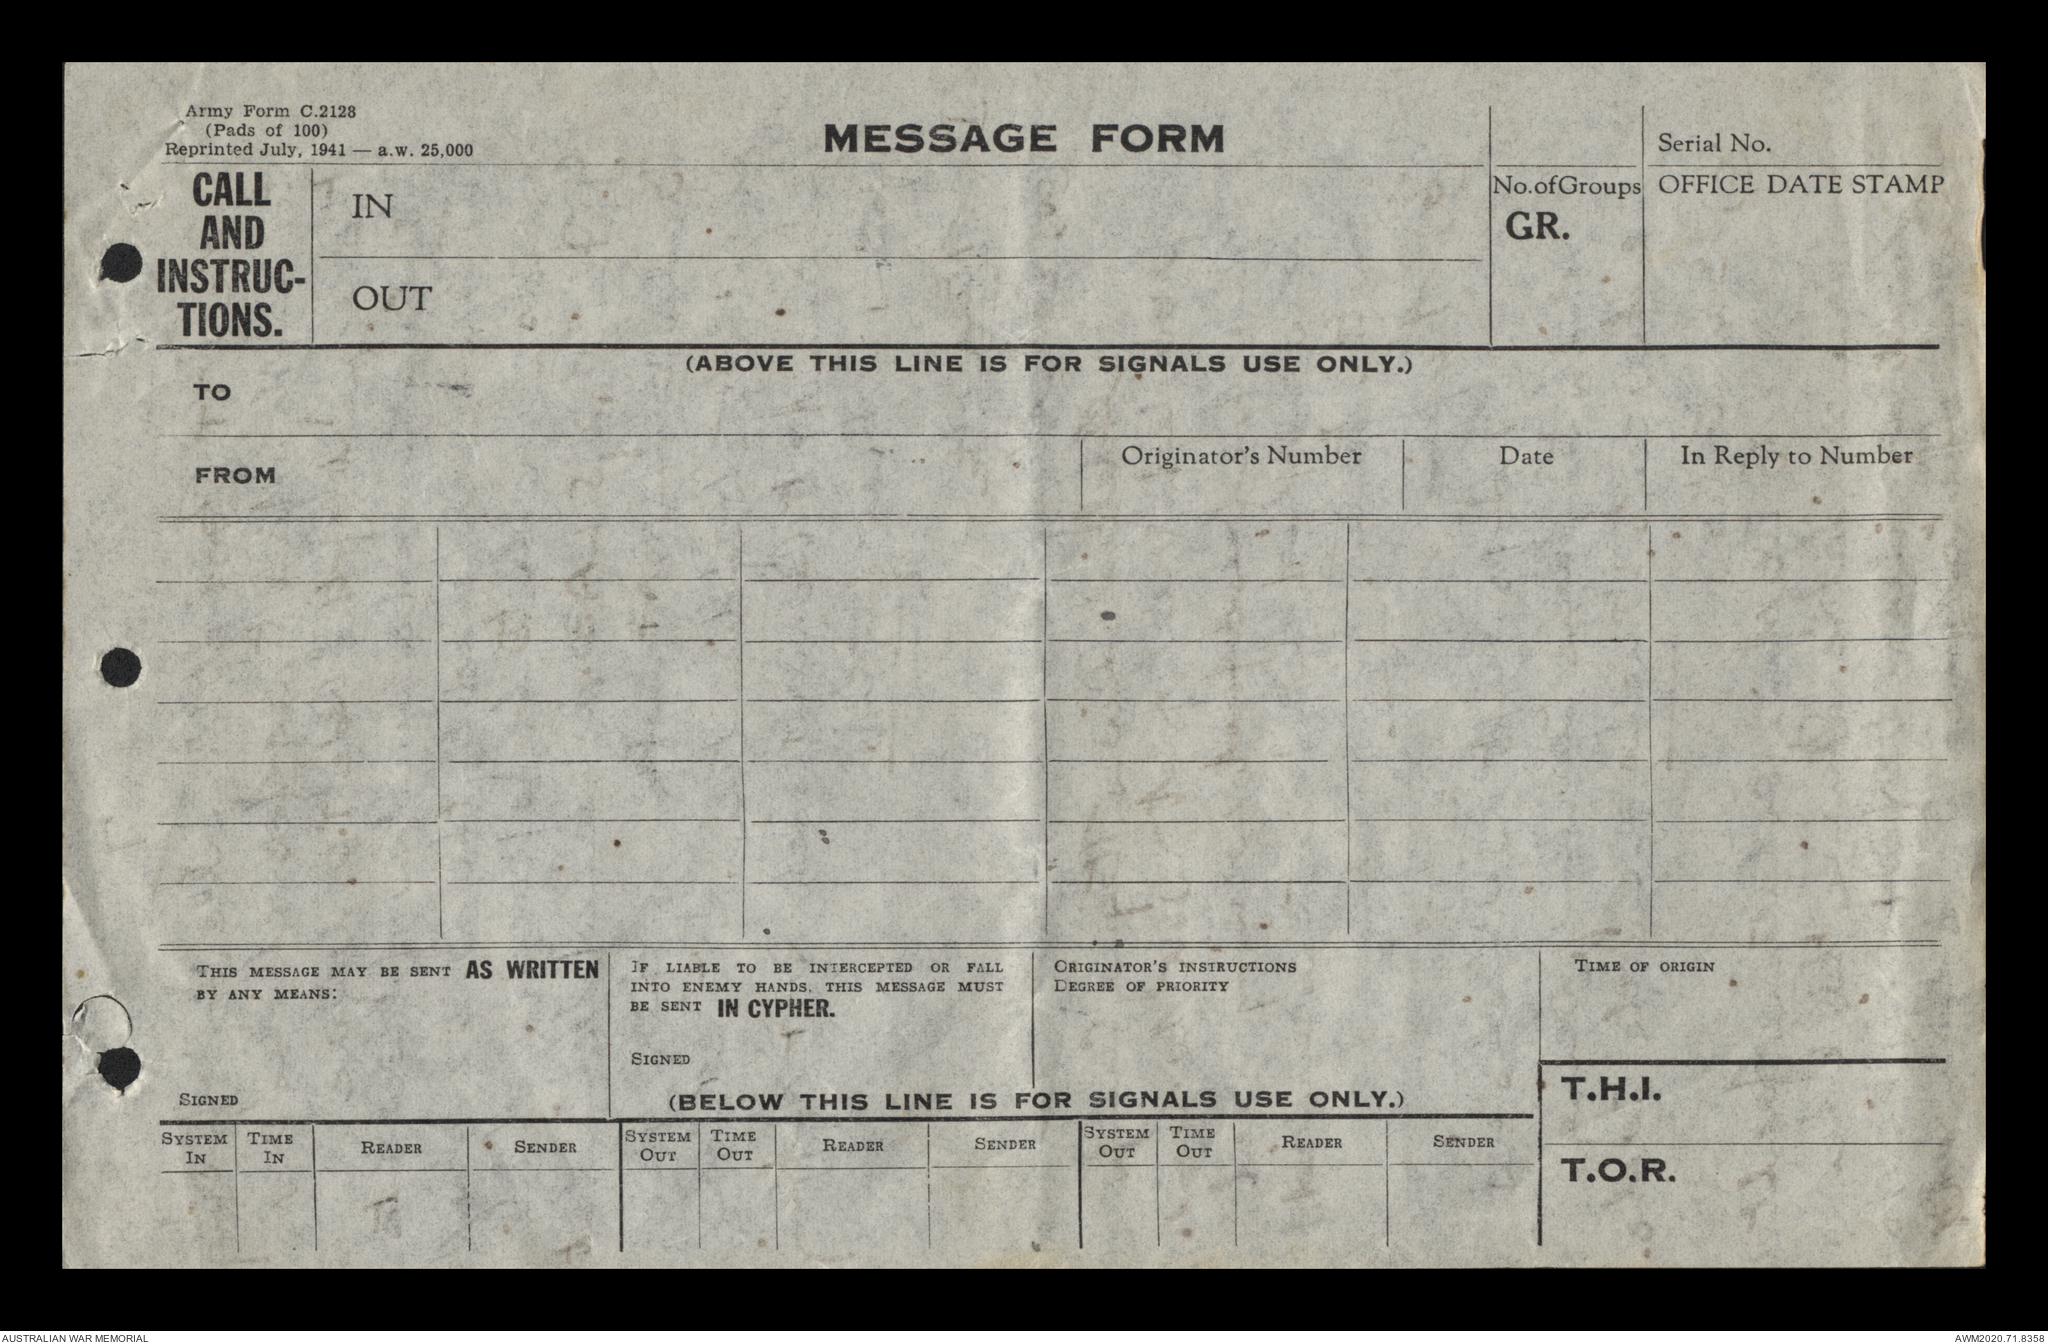 Army Form C.2128
(Pads of 100)
Reprinted July, 1941 — a.w. 25,000
MESSAGE FORM
Serial No.
CALL
AND
INSTRUC-
TIONS.
IN
OUT
No. of Groups
GR.
OFFICE DATE STAMP
(ABOVE THIS LINE IS FOR SIGNALS USE ONLY.)
TO
FROM
Originator's Number
Date
In Reply to Number
THIS MESSAGE MAY BE SENT AS WRITTEN
BY ANY MEANS:
SIGNED
IF LIABLE TO BE INTERCEPTED OR FALL
INTO ENEMY HANDS, THIS MESSAGE MUST
BE SENT IN CYPHER.
SIGNED
ORIGINATOR'S INSTRUCTIONS
DEGREE OF PRIORITY
TIME OF ORIGIN
(BELOW THIS LINE IS FOR SIGNALS USE ONLY.)
T.H.I.
T.O.R.
SYSTEM IN
TIME IN
READER
SENDER
SYSTEM OUT
TIME OUT
READER
SENDER
SYSTEM OUT
TIME OUT
READER
SENDER
AUSTRALIAN WAR MEMORIAL
AWM2020.71.8358